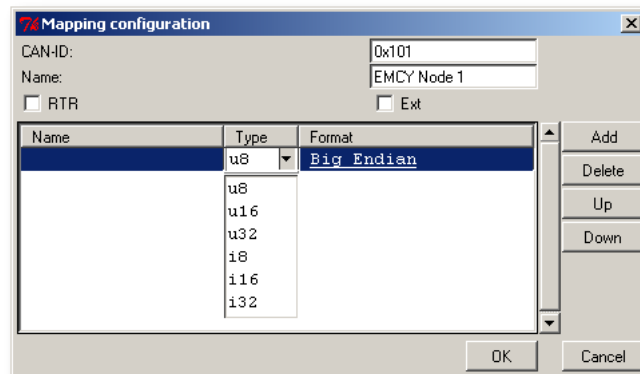 Mapping configuration
CAN-ID: 0x101
Name: EMCY Node 1
RTR Ext
Name Type Format Add
u8 Big Endian
Delete
u8
u16 Up
u32
i8 Down
i16
i32
OK Cancel